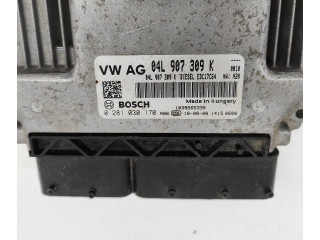 VW AG 04L 907 309 K
04L 907 309 K DIESEL EDC17C64 HW: H20
BOSCH Made in Hungary
1039S65335
0 281 030 170